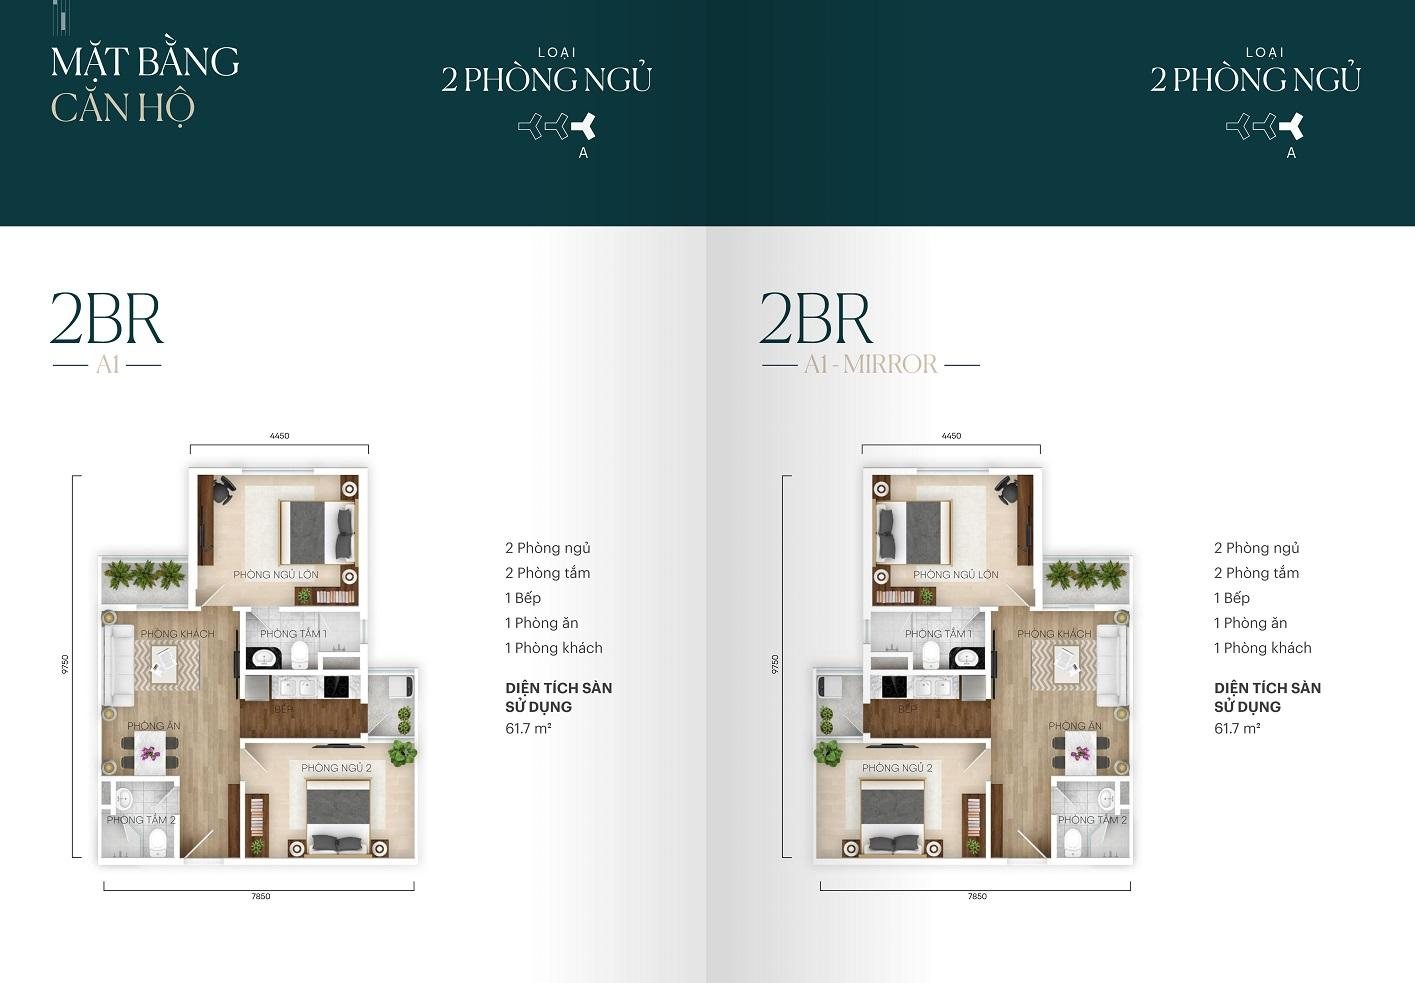 MẶT BẰNG
CĂN HỘ
LOẠI
2 PHÒNG NGỦ
A
2BR
A1
4450
9750
PHÒNG NGỦ LỚN
PHÒNG KHÁCH
PHÒNG TẮM 1
BẾP
PHÒNG ĂN
PHÒNG NGỦ 2
PHÒNG TẮM 2
7850
2 Phòng ngủ
2 Phòng tắm
1 Bếp
1 Phòng ăn
1 Phòng khách
DIỆN TÍCH SÀN
SỬ DỤNG
61.7 m²
LOẠI
2 PHÒNG NGỦ
A
2BR
A1 - MIRROR
4450
9750
PHÒNG NGỦ LỚN
PHÒNG TẮM 1
PHÒNG KHÁCH
BẾP
PHÒNG ĂN
PHÒNG NGỦ 2
PHÒNG TẮM 2
7850
2 Phòng ngủ
2 Phòng tắm
1 Bếp
1 Phòng ăn
1 Phòng khách
DIỆN TÍCH SÀN
SỬ DỤNG
61.7 m²